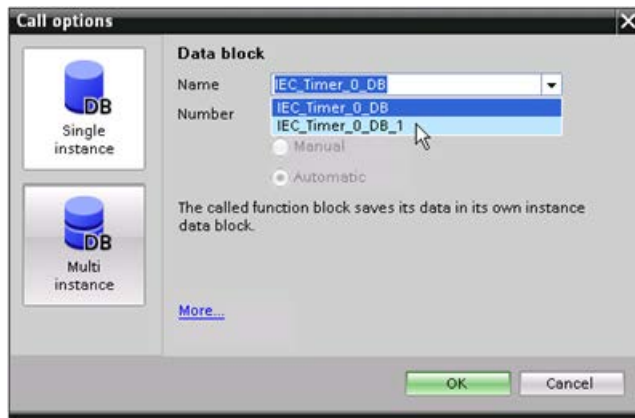 Call options
DB
Single
instance
DB
Multi
instance
Data block
Name
IEC_Timer_0_DB
Number
IEC_Timer_0_DB
IEC_Timer_0_DB_1
Manual
Automatic
The called function block saves its data in its own instance
data block.
More...
OK
Cancel